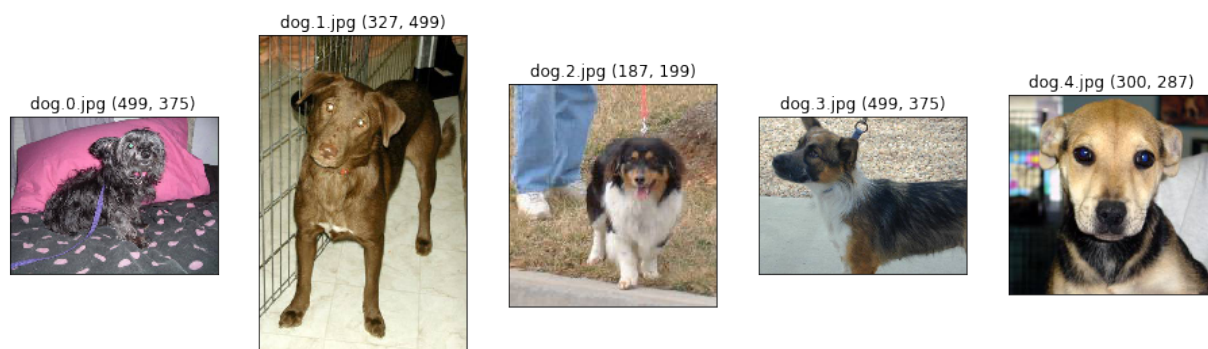 dog.0.jpg (499, 375)
dog.1.jpg (327, 499)
dog.2.jpg (187, 199)
dog.3.jpg (499, 375)
dog.4.jpg (300, 287)